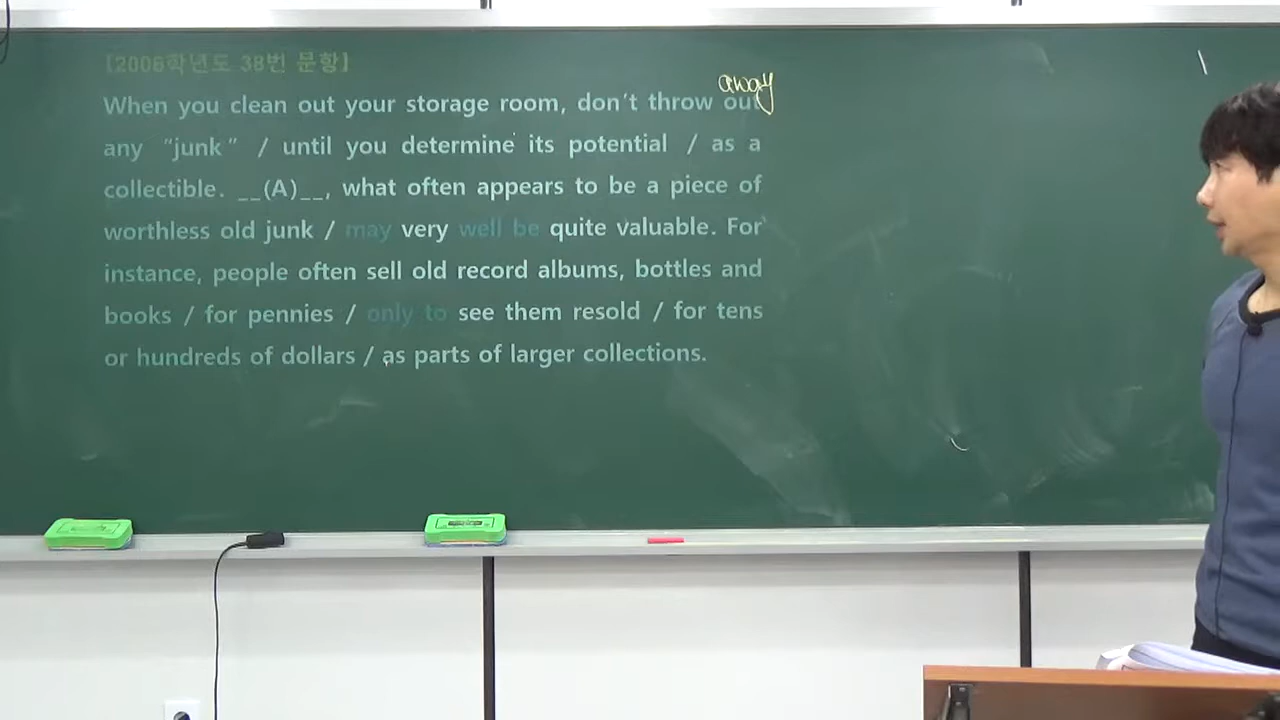 [2006학년도 38번 문항]
away
When you clean out your storage room, don't throw out
any "junk" / until you determine its potential / as a
collectible. __(A)__, what often appears to be a piece of
worthless old junk / may very well be quite valuable. For
instance, people often sell old record albums, bottles and
books / for pennies / only to see them resold / for tens
or hundreds of dollars / as parts of larger collections.